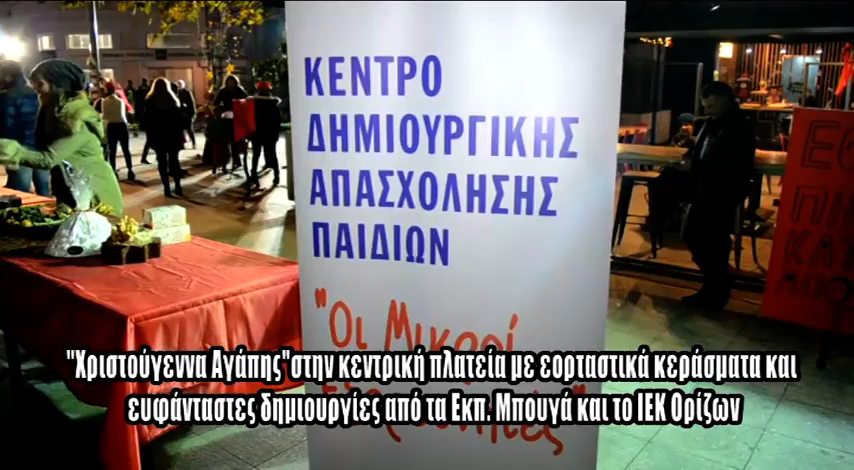 ΚΕΝΤΡΟ
ΔΗΜΙΟΥΡΓΙΚΗΣ
ΑΠΑΣΧΟΛΗΣΗΣ
ΠΑΙΔΙΩΝ
"Οι Μικροί
"Χριστούγεννα Αγάπης"στην κεντρική πλατεία με εορταστικά κεράσματα και
ευφάνταστες δημιουργίες από τα Εκπ. Μπουγά και το ΙΕΚ Ορίζων